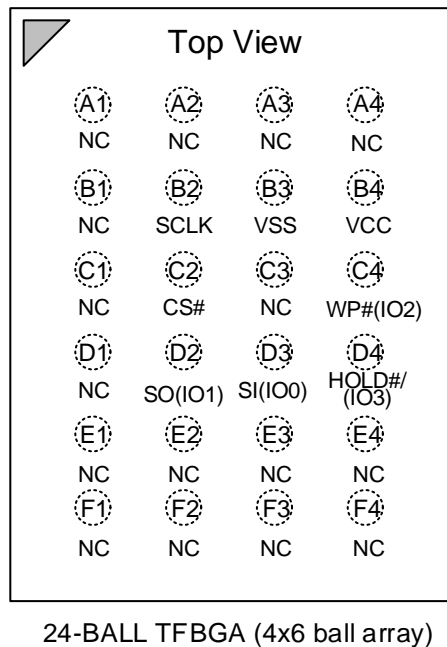 Top View
A1 A2 A3 A4
NC NC NC NC
B1 B2 B3 B4
NC SCLK VSS VCC
C1 C2 C3 C4
NC CS# NC WP#(IO2)
D1 D2 D3 D4
NC SO(IO1) SI(IO0) HOLD#/
(IO3)
E1 E2 E3 E4
NC NC NC NC
F1 F2 F3 F4
NC NC NC NC
24-BALL TFBGA (4x6 ball array)